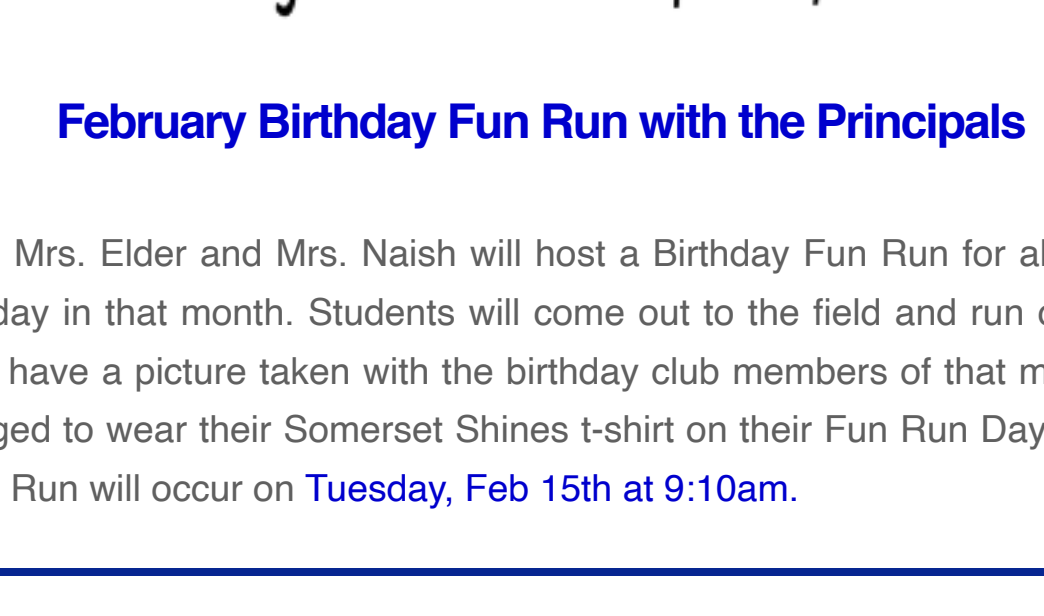 February Birthday Fun Run with the Principals
Mrs. Elder and Mrs. Naish will host a Birthday Fun Run for
day in that month. Students will come out to the field and run
have a picture taken with the birthday club members of that
to wear their Somerset Shines t-shirt on their Fun Run Day
Run will occur on Tuesday, Feb 15th at 9:10am.